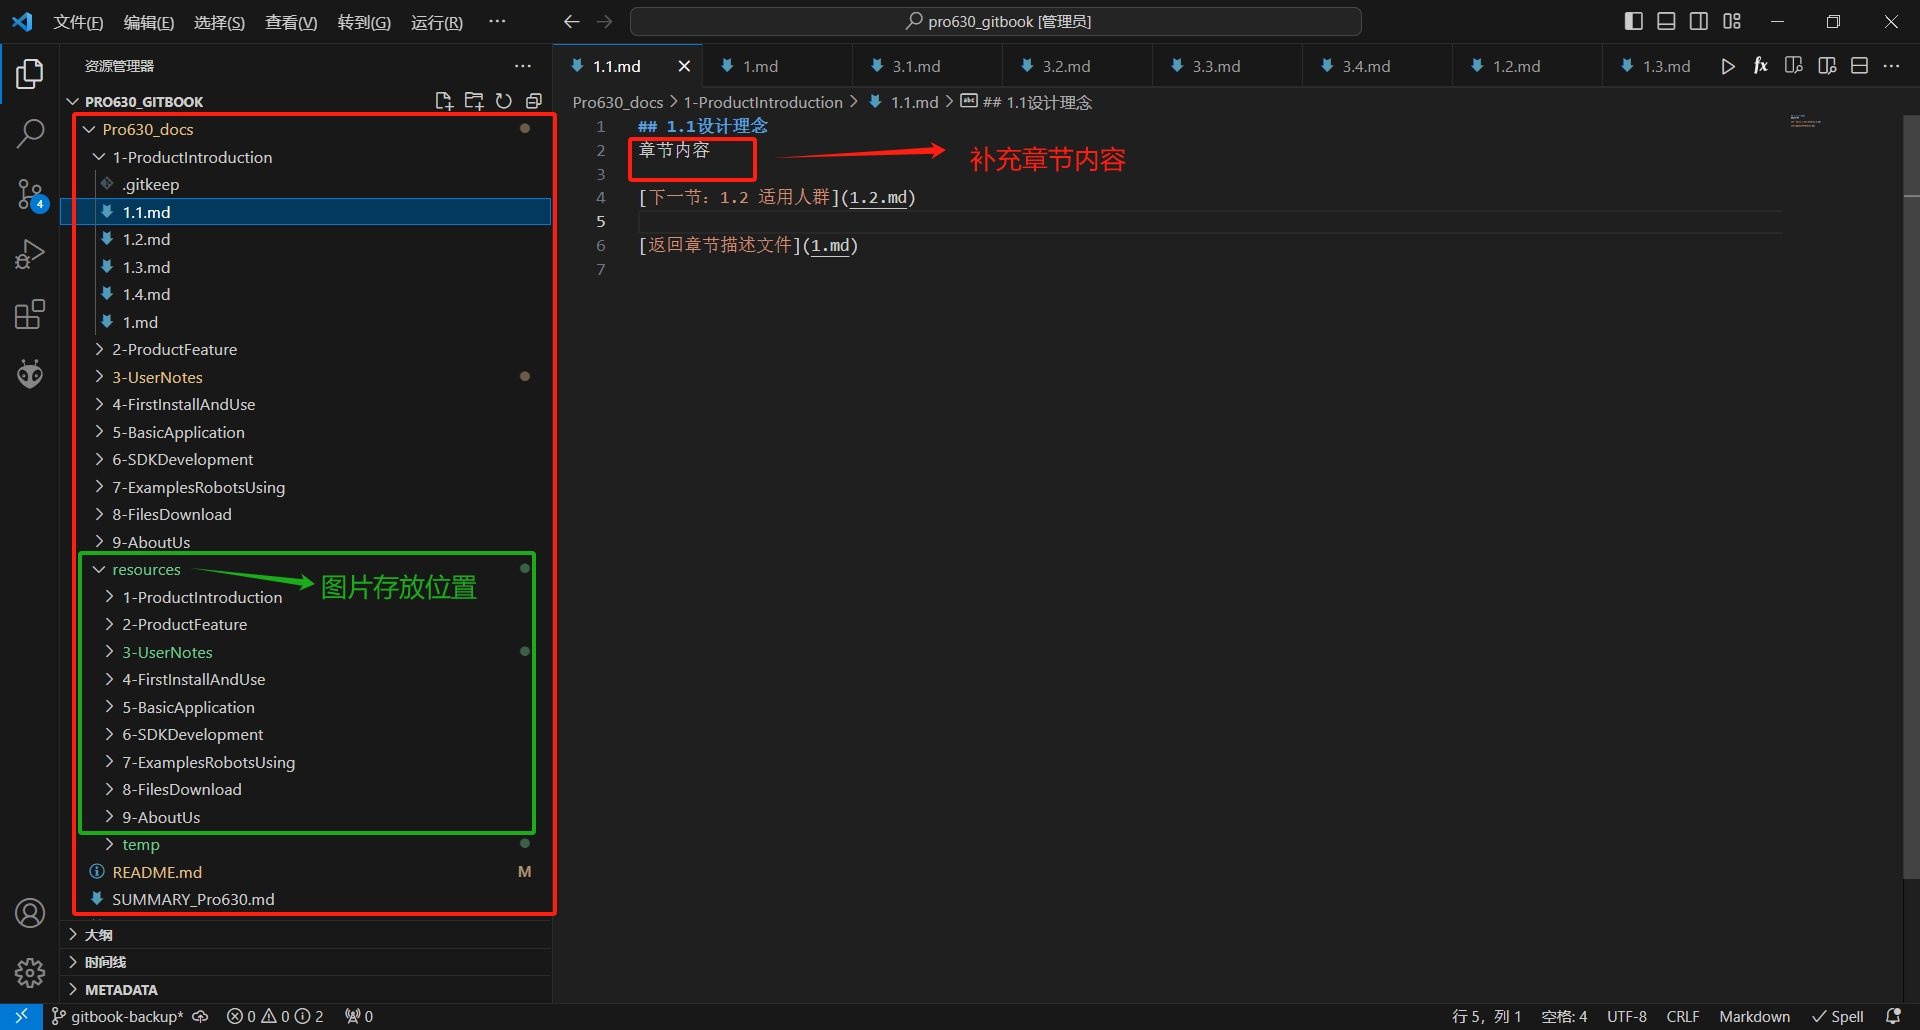 文件(F) 编辑(E) 选择(S) 查看(V) 转到(G) 运行(R) ··· pro630_gitbook [管理员]
资源管理器 ···
1.1.md 1.md 3.1.md 3.2.md 3.3.md 3.4.md 1.2.md 1.3.md
PRO630_GITBOOK
Pro630_docs > 1-ProductIntroduction > 1.1.md > ## 1.1设计理念
Pro630_docs
1-ProductIntroduction
.gitkeep
1.1.md
1.2.md
1.3.md
1.4.md
1.md
2-ProductFeature
3-UserNotes
4-FirstInstallAndUse
5-BasicApplication
6-SDKDevelopment
7-ExamplesRobotsUsing
8-FilesDownload
9-AboutUs
resources
图片存放位置
1-ProductIntroduction
2-ProductFeature
3-UserNotes
4-FirstInstallAndUse
5-BasicApplication
6-SDKDevelopment
7-ExamplesRobotsUsing
8-FilesDownload
9-AboutUs
temp
README.md M
SUMMARY_Pro630.md
大纲
时间线
METADATA
1 ## 1.1设计理念
2 章节内容
补充章节内容
3
4 [下一节：1.2 适用人群](1.2.md)
5
6 [返回章节描述文件](1.md)
7
4
gitbook-backup* 0 0 2 0 行 5，列 1 空格: 4 UTF-8 CRLF Markdown Spell